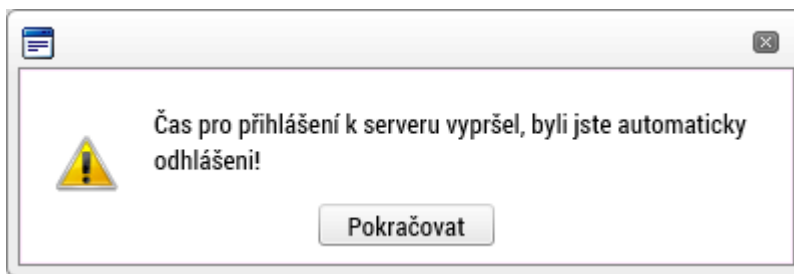 Čas pro přihlášení k serveru vypršel, byli jste automaticky
odhlášeni!
Pokračovat